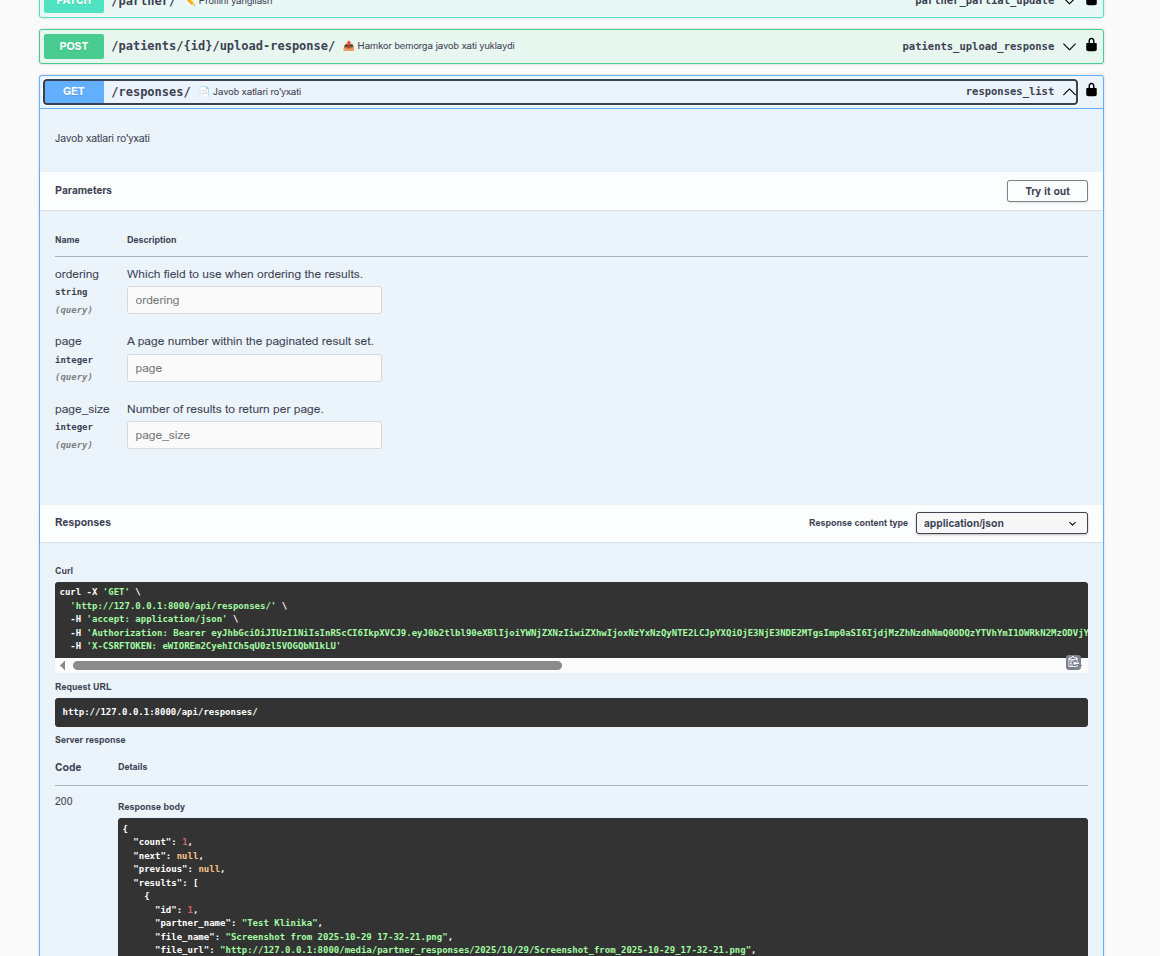 PATCH /partner/ ✏️ Profilni yangilash partner_partial_update
POST /patients/{id}/upload-response/ 📤 Hamkor bemorga javob xati yuklaydi patients_upload_response
GET /responses/ 📄 Javob xatlari ro'yxati responses_list
Javob xatlari ro'yxati
Parameters Try it out
Name Description
ordering Which field to use when ordering the results.
string ordering
(query)
page A page number within the paginated result set.
integer page
(query)
page_size Number of results to return per page.
integer page_size
(query)
Responses Response content type application/json
Curl
curl -X 'GET' \
'http://127.0.0.1:8000/api/responses/' \
-H 'accept: application/json' \
-H 'Authorization: Bearer
-H 'X-CSRFTOKEN: eWIOREm2CyehICh5qU0zl5VOGQbN1kLU'
Request URL
http://127.0.0.1:8000/api/responses/
Server response
Code Details
200
Response body
{
"count": 1,
"next": null,
"previous": null,
"results": [
{
"id": 1,
"partner_name": "Test Klinika",
"file_name": "Screenshot from 2025-10-29 17-32-21.png",
"file_url": "http://127.0.0.1:8000/media/partner_responses/2025/10/29/Screenshot_from_2025-10-29_17-32-21.png",